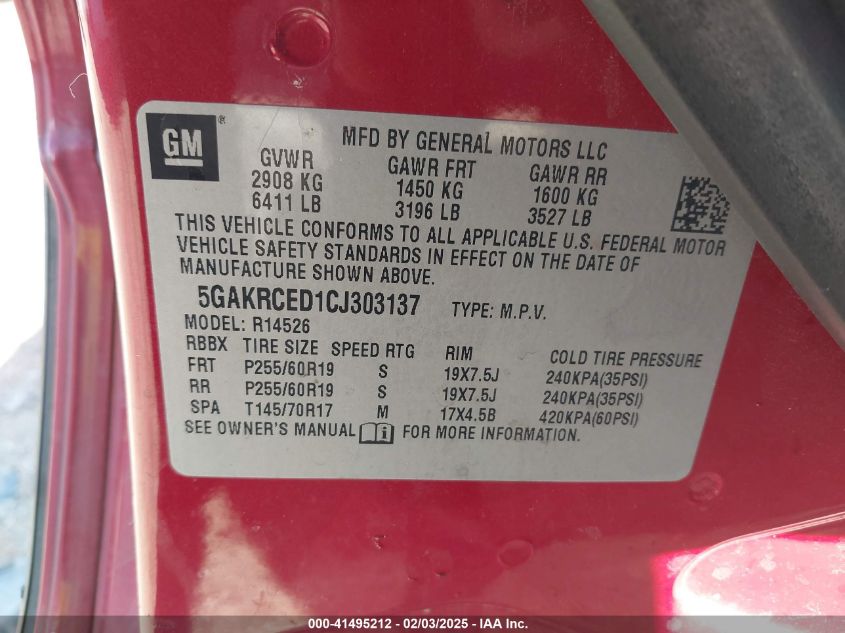 GM®
MFD BY GENERAL MOTORS LLC
GVWR GAWR FRT GAWR RR
2908 KG 1450 KG 1600 KG
6411 LB 3196 LB 3527 LB
THIS VEHICLE CONFORMS TO ALL APPLICABLE U.S. FEDERAL MOTOR
VEHICLE SAFETY STANDARDS IN EFFECT ON THE DATE OF
MANUFACTURE SHOWN ABOVE.
5GAKRCED1CJ303137 TYPE: M.P.V.
MODEL: R14526
RBBX TIRE SIZE SPEED RTG RIM COLD TIRE PRESSURE
FRT P255/60R19 S 19X7.5J 240KPA(35PSI)
RR P255/60R19 S 19X7.5J 240KPA(35PSI)
SPA T145/70R17 M 17X4.5B 420KPA(60PSI)
SEE OWNER'S MANUAL i FOR MORE INFORMATION.
000-41495212 - 02/03/2025 - IAA Inc.